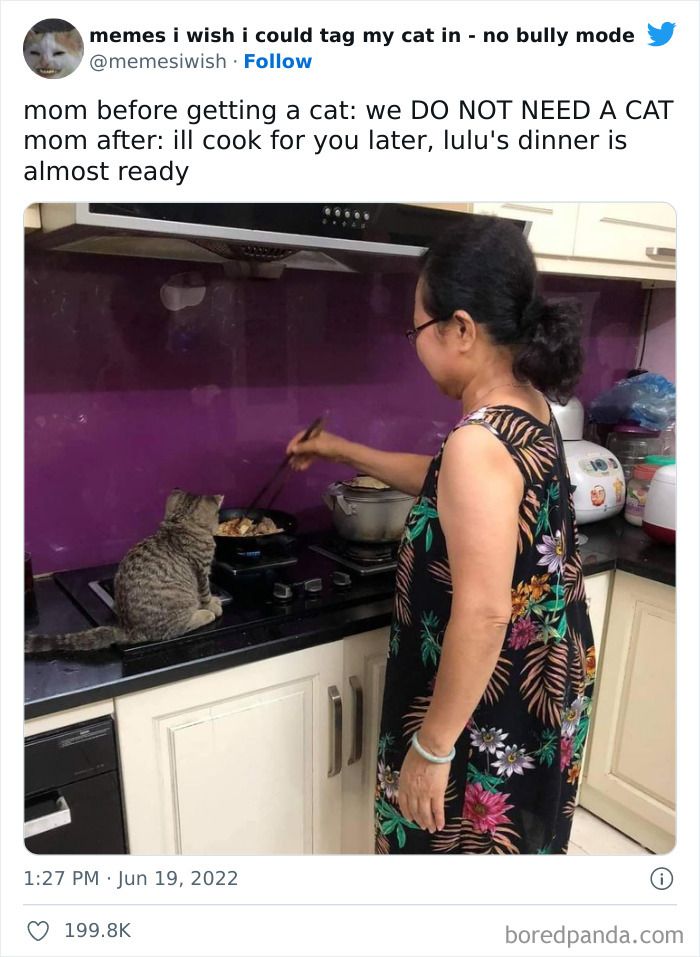 memes i wish i could tag my cat in - no bully mode
@memesiwish · Follow
mom before getting a cat: we DO NOT NEED A CAT
mom after: ill cook for you later, lulu's dinner is
almost ready
1:27 PM · Jun 19, 2022
199.8K
boredpanda.com